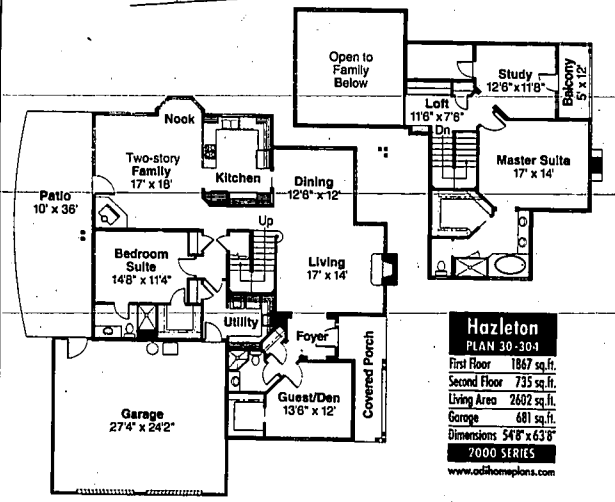 Open to
Family
Below
Study
12'6"x11'8"
Balcony
5' x 12'
Loft
11'6" x 7'6"
Dn
Master Suite
17' x 14'
Nook
Two-story
Family
17' x 18'
Kitchen
Dining
12'8" x 12'
Patio
10' x 36'
Up
Bedroom
Suite
14'8" x 11'4"
Living
17' x 14'
Utility
Foyer
Covered Porch
Guest/Den
13'6" x 12'
Garage
27'4" x 24'2"
Hazleton
PLAN 30-304
First Floor 1867 sq.ft.
Second Floor 735 sq.ft.
Living Area 2602 sq.ft.
Garage 681 sq.ft.
Dimensions 54'8" x 63'8"
2000 SERIES
www.adihomeplans.com